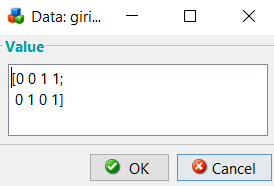 Data: giri...
Value
[0 0 1 1;
0 1 0 1]
OK
Cancel